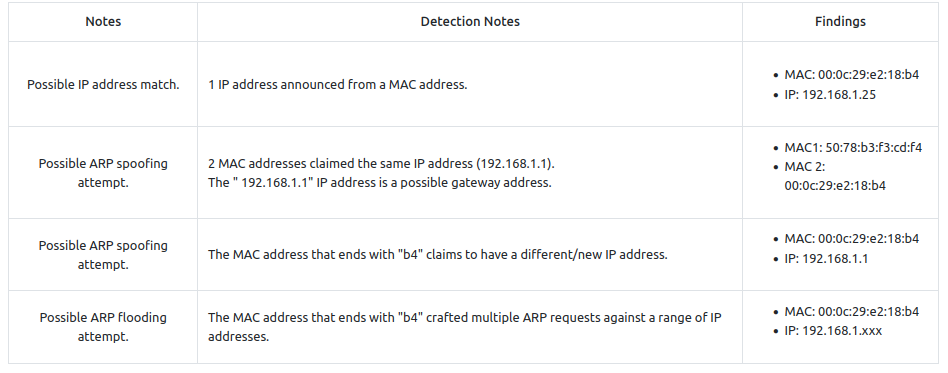 Notes
Detection Notes
Findings
Possible IP address match.
1 IP address announced from a MAC address.
MAC: 00:0c:29:e2:18:b4
IP: 192.168.1.25
Possible ARP spoofing
attempt.
2 MAC addresses claimed the same IP address (192.168.1.1).
The " 192.168.1.1" IP address is a possible gateway address.
MAC1: 50:78:b3:f3:cd:f4
MAC 2:
00:0c:29:e2:18:b4
Possible ARP spoofing
attempt.
The MAC address that ends with "b4" claims to have a different/new IP address.
MAC: 00:0c:29:e2:18:b4
IP: 192.168.1.1
Possible ARP flooding
attempt.
The MAC address that ends with "b4" crafted multiple ARP requests against a range of IP
addresses.
MAC: 00:0c:29:e2:18:b4
IP: 192.168.1.xxx